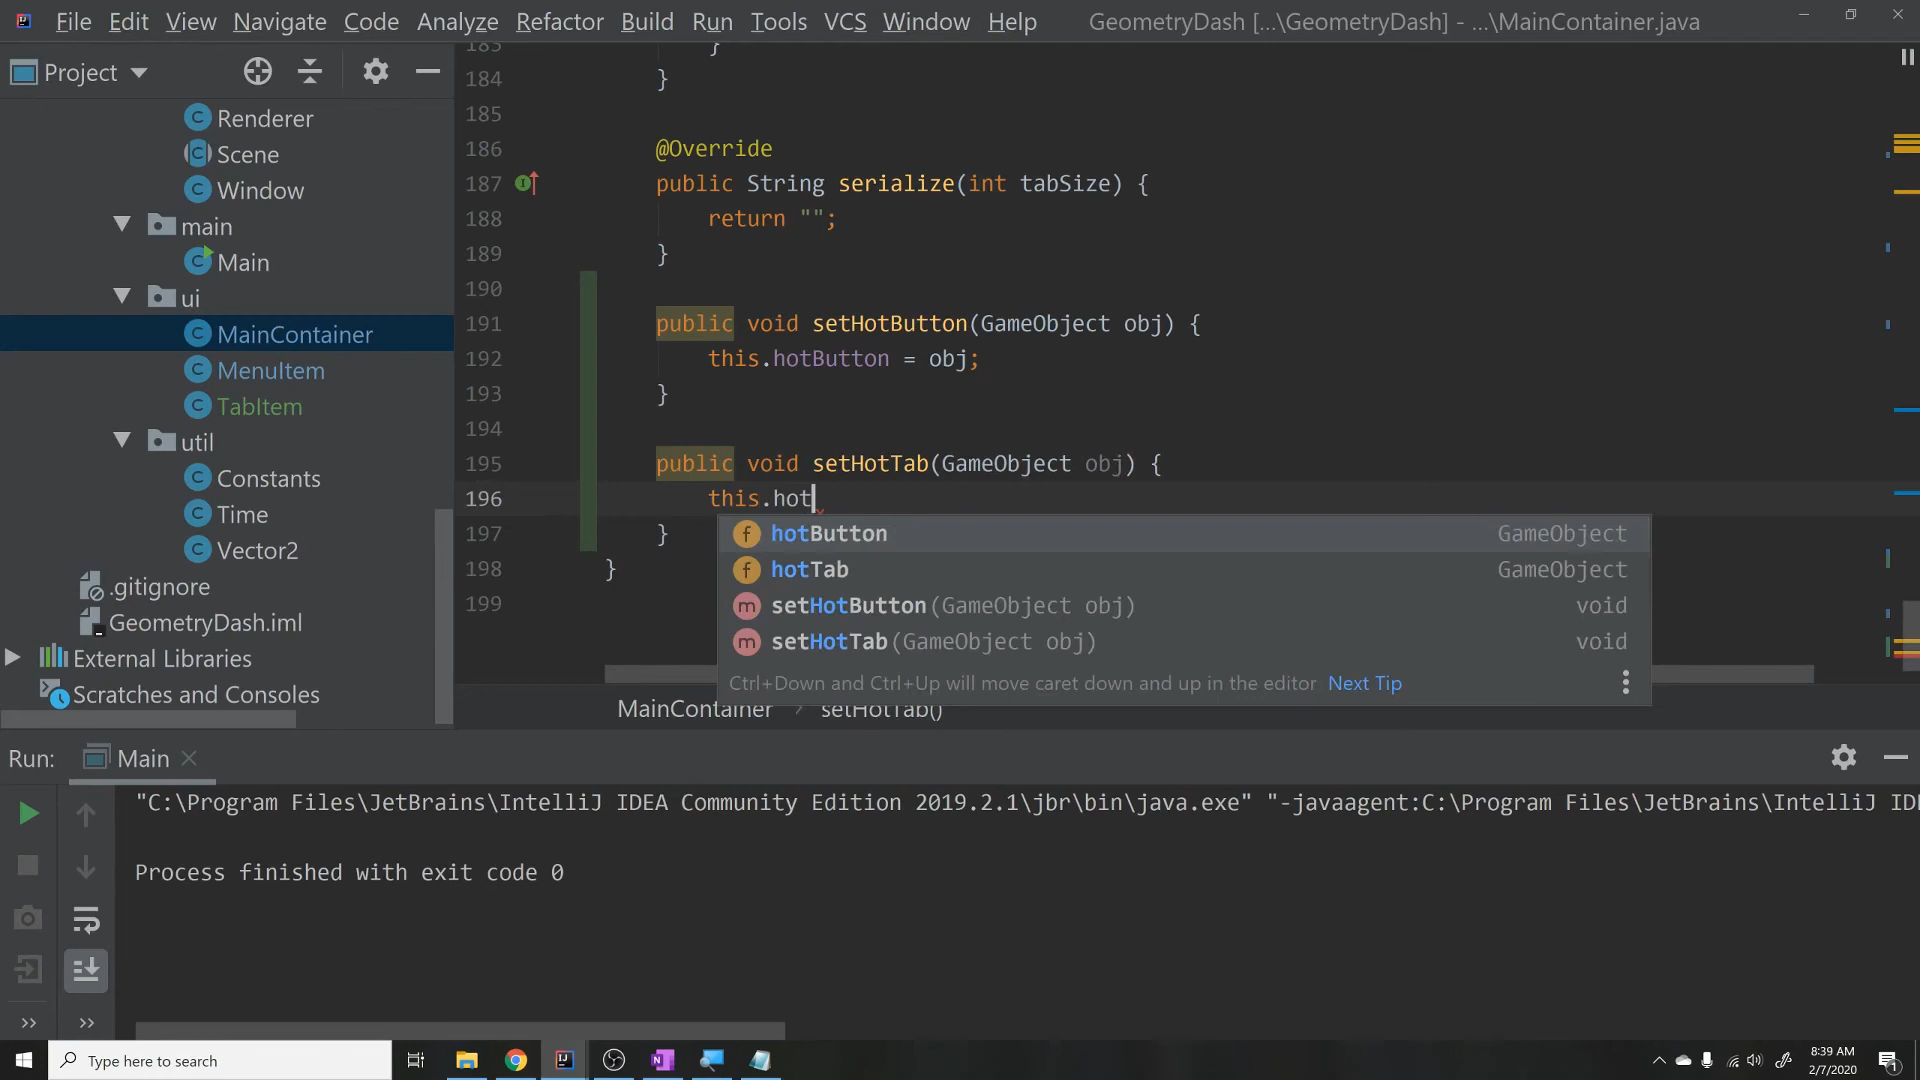 File Edit View Navigate Code Analyze Refactor Build Run Tools VCS Window Help GeometryDash [...\GeometryDash] - ...\MainContainer.java
Project
Renderer
Scene
Window
main
Main
ui
MainContainer
MenuItem
TabItem
util
Constants
Time
Vector2
.gitignore
GeometryDash.iml
External Libraries
Scratches and Consoles
183 }
184 }
185
186 @Override
187 public String serialize(int tabSize) {
188 return "";
189 }
190
191 public void setHotButton(GameObject obj) {
192 this.hotButton = obj;
193 }
194
195 public void setHotTab(GameObject obj) {
196 this.hot
197 }
198 }
199
hotButton GameObject
hotTab GameObject
setHotButton(GameObject obj) void
setHotTab(GameObject obj) void
Ctrl+Down and Ctrl+Up will move caret down and up in the editor Next Tip
MainContainer › setHotTab()
Run: Main
"C:\Program Files\JetBrains\IntelliJ IDEA Community Edition 2019.2.1\jbr\bin\java.exe" "-javaagent:C:\Program Files\JetBrains\IntelliJ IDE
Process finished with exit code 0
Type here to search
8:39 AM
2/7/2020